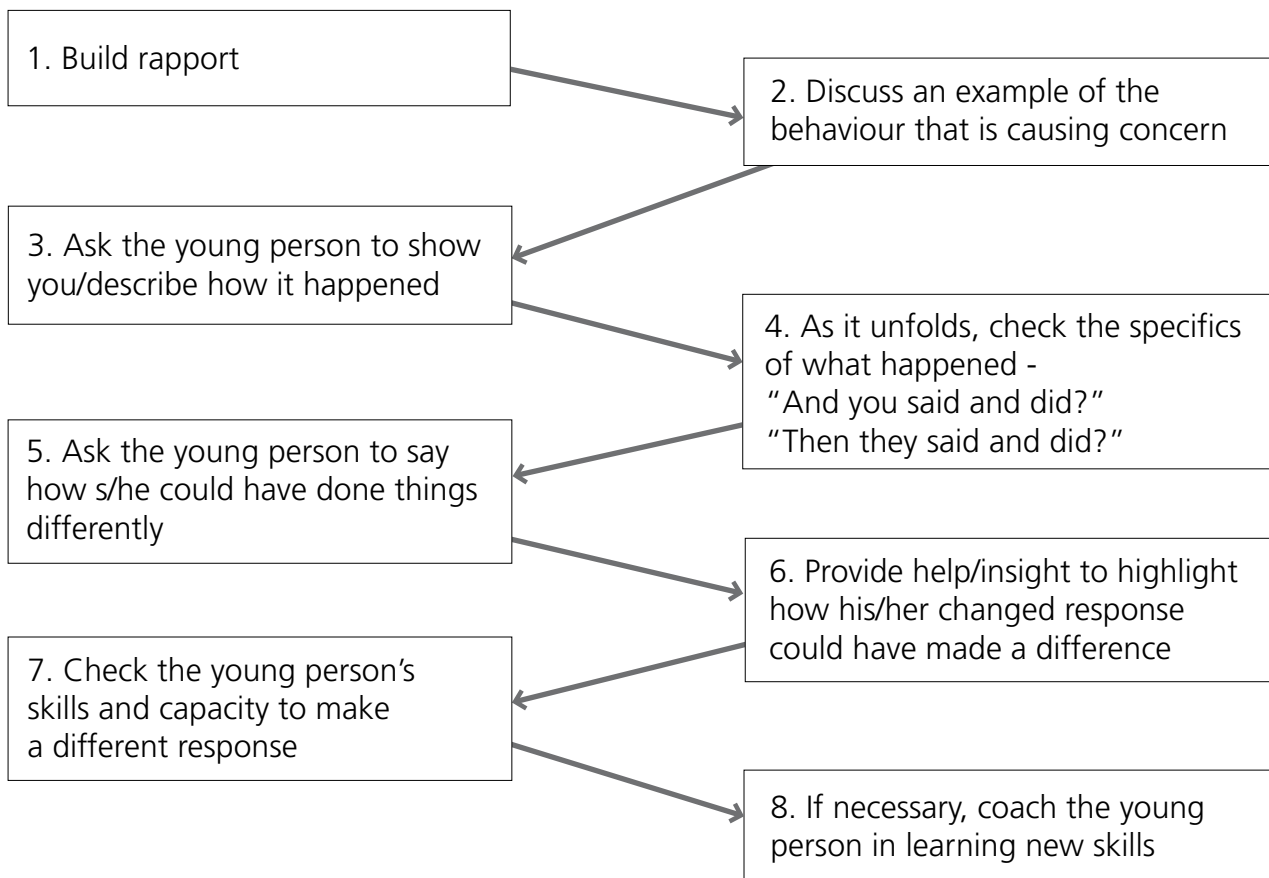 1. Build rapport
2. Discuss an example of the
behaviour that is causing concern
3. Ask the young person to show
you/describe how it happened
4. As it unfolds, check the specifics
of what happened -
“And you said and did?”
“Then they said and did?”
5. Ask the young person to say
how s/he could have done things
differently
6. Provide help/insight to highlight
how his/her changed response
could have made a difference
7. Check the young person’s
skills and capacity to make
a different response
8. If necessary, coach the young
person in learning new skills